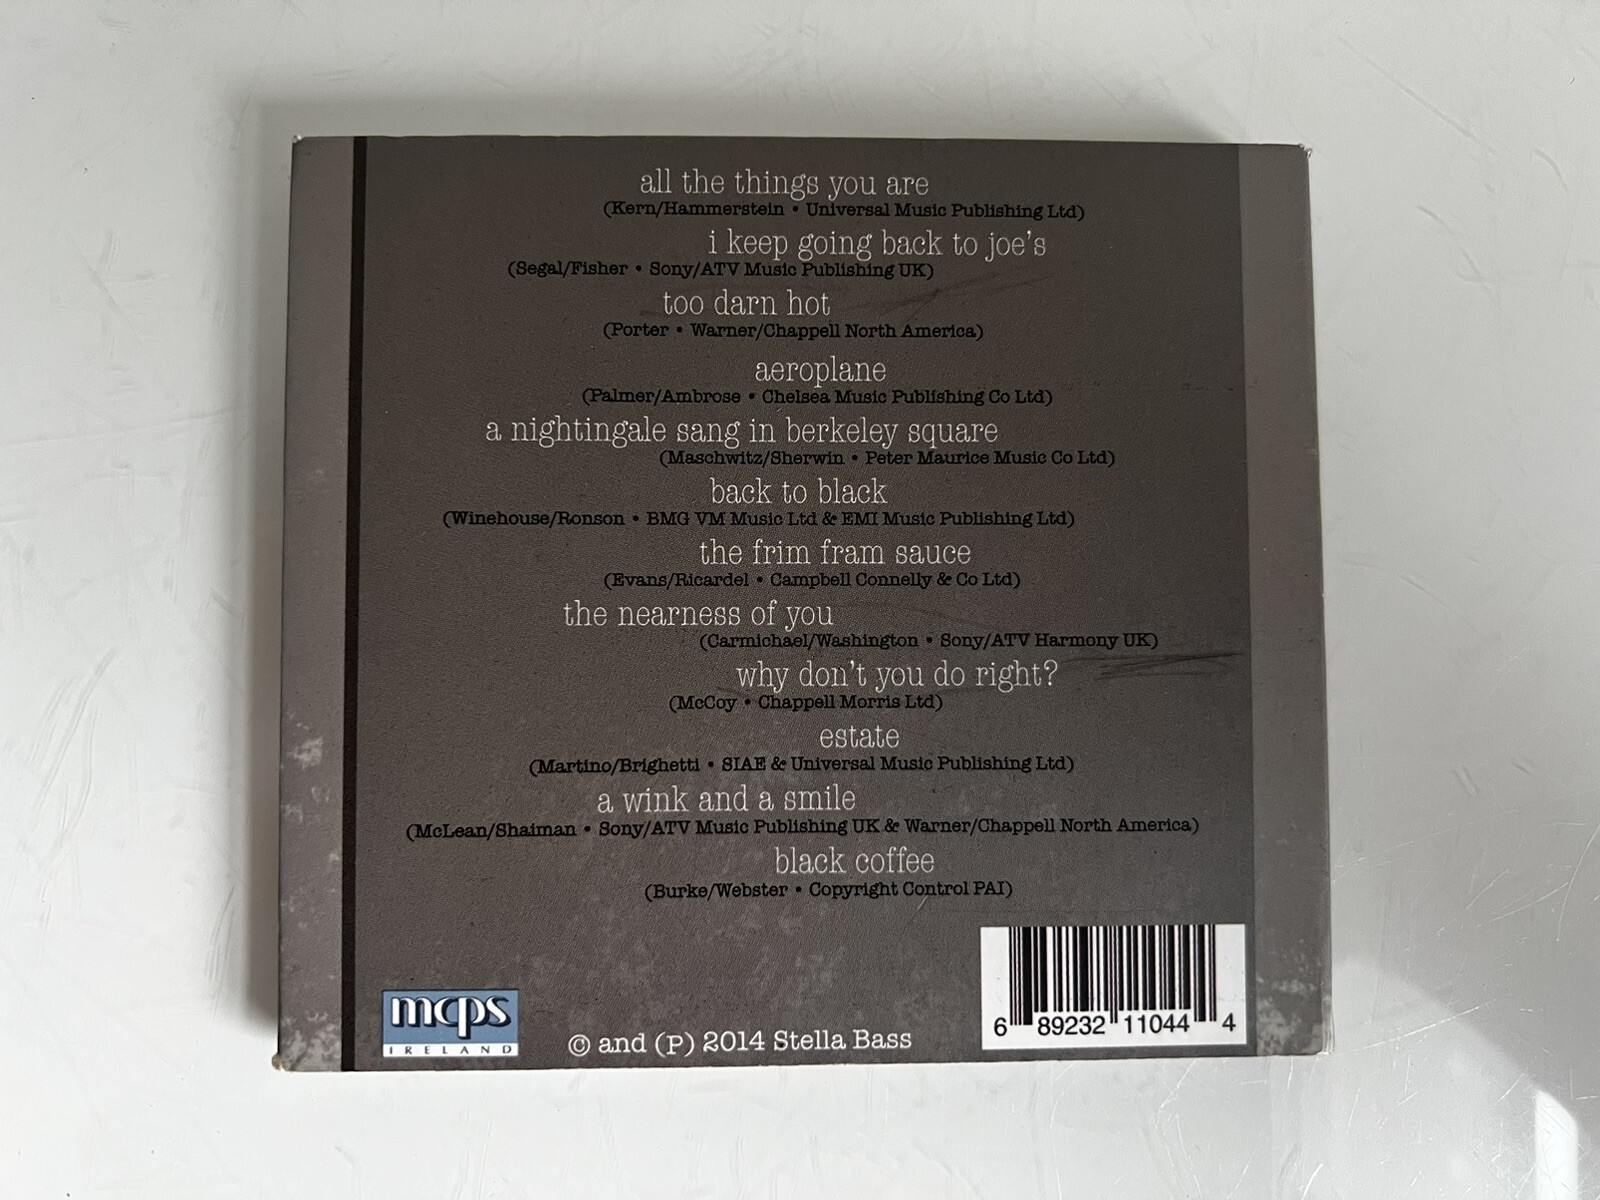 all the things you are
(Kern/Hammerstein • Universal Music Publishing Ltd)
i keep going back to joe's
(Segal/Fisher • Sony/ATV Music Publishing UK)
too darn hot
(Porter • Warner/Chappell North America)
aeroplane
(Palmer/Ambrose • Chelsea Music Publishing Co Ltd)
a nightingale sang in berkeley square
(Maschwitz/Sherwin • Peter Maurice Music Co Ltd)
back to black
(Winehouse/Ronson • BMG VM Music Ltd & EMI Music Publishing Ltd)
the frim fram sauce
(Evans/Ricardel • Campbell Connelly & Co Ltd)
the nearness of you
(Carmichael/Washington • Sony/ATV Harmony UK)
why don't you do right?
(McCoy • Chappell Morris Ltd)
estate
(Martino/Brighetti • SIAE & Universal Music Publishing Ltd)
a wink and a smile
(McLean/Shaiman • Sony/ATV Music Publishing UK & Warner/Chappell North America)
black coffee
(Burke/Webster • Copyright Control PAI)
mcps
IRELAND
© and (P) 2014 Stella Bass
6 89232 11044 4